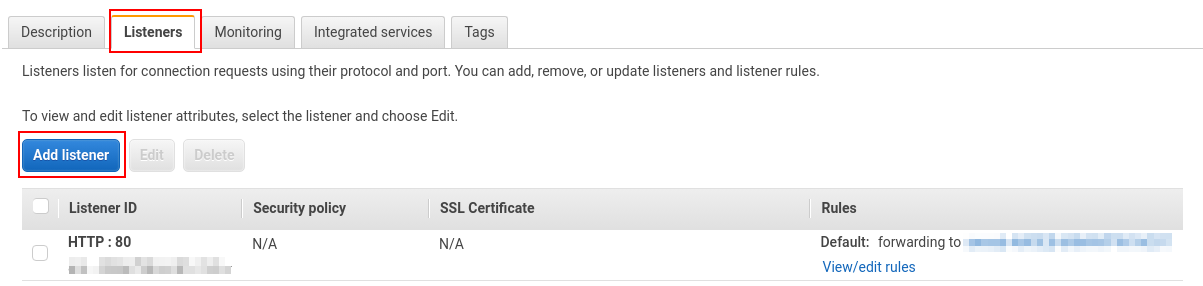 Description Listeners Monitoring Integrated services Tags
Listeners listen for connection requests using their protocol and port. You can add, remove, or update listeners and listener rules.
To view and edit listener attributes, select the listener and choose Edit.
Add listener Edit Delete
Listener ID Security policy SSL Certificate Rules
HTTP : 80 N/A N/A Default: forwarding to
View/edit rules